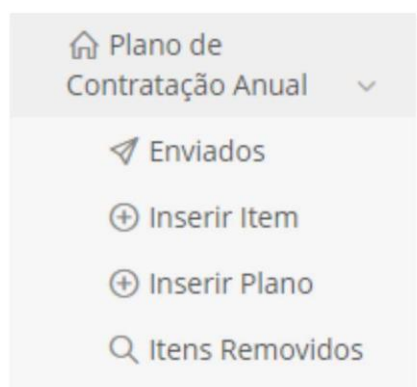 Plano de
Contratação Anual
Enviados
Inserir Item
Inserir Plano
Itens Removidos